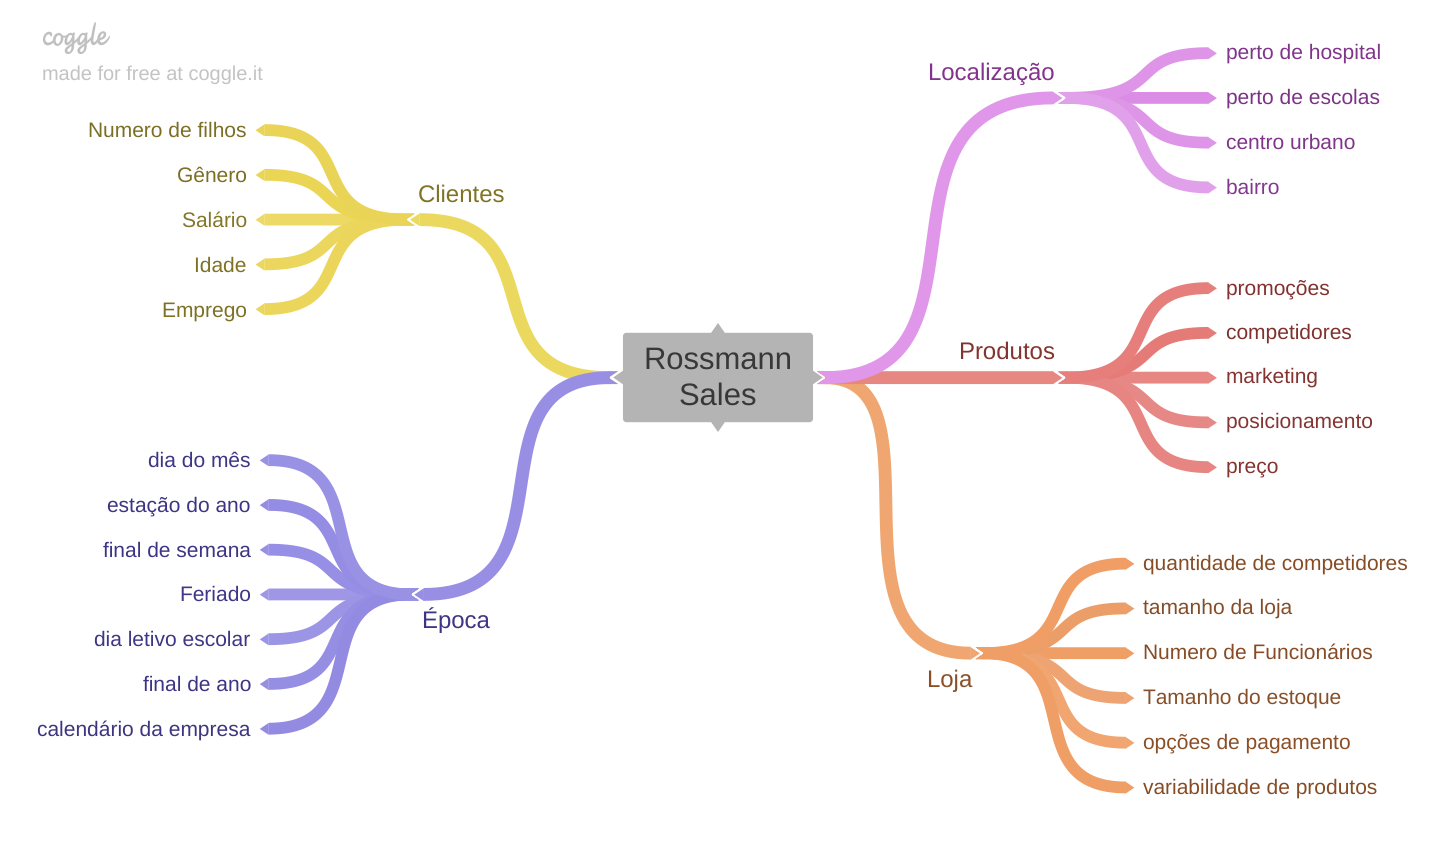 coggle
made for free at coggle.it
Numero de filhos
Gênero
Salário
Idade
Emprego
Clientes
dia do mês
estação do ano
final de semana
Feriado
dia letivo escolar
final de ano
calendário da empresa
Época
Rossmann
Sales
Localização
perto de hospital
perto de escolas
centro urbano
bairro
Produtos
promoções
competidores
marketing
posicionamento
preço
Loja
quantidade de competidores
tamanho da loja
Numero de Funcionários
Tamanho do estoque
opções de pagamento
variabilidade de produtos